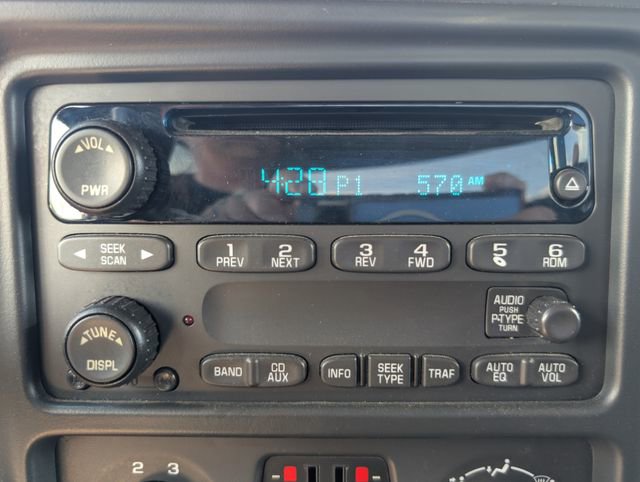 VOL
PWR
428 P1 570 AM
SEEK
SCAN
1
PREV
2
NEXT
3
REV
4
FWD
5
6
RDM
AUDIO
PUSH
P-TYPE
TURN
TUNE
DISPL
BAND
CD
AUX
INFO
SEEK
TYPE
TRAF
AUTO
EQ
AUTO
VOL
2 3